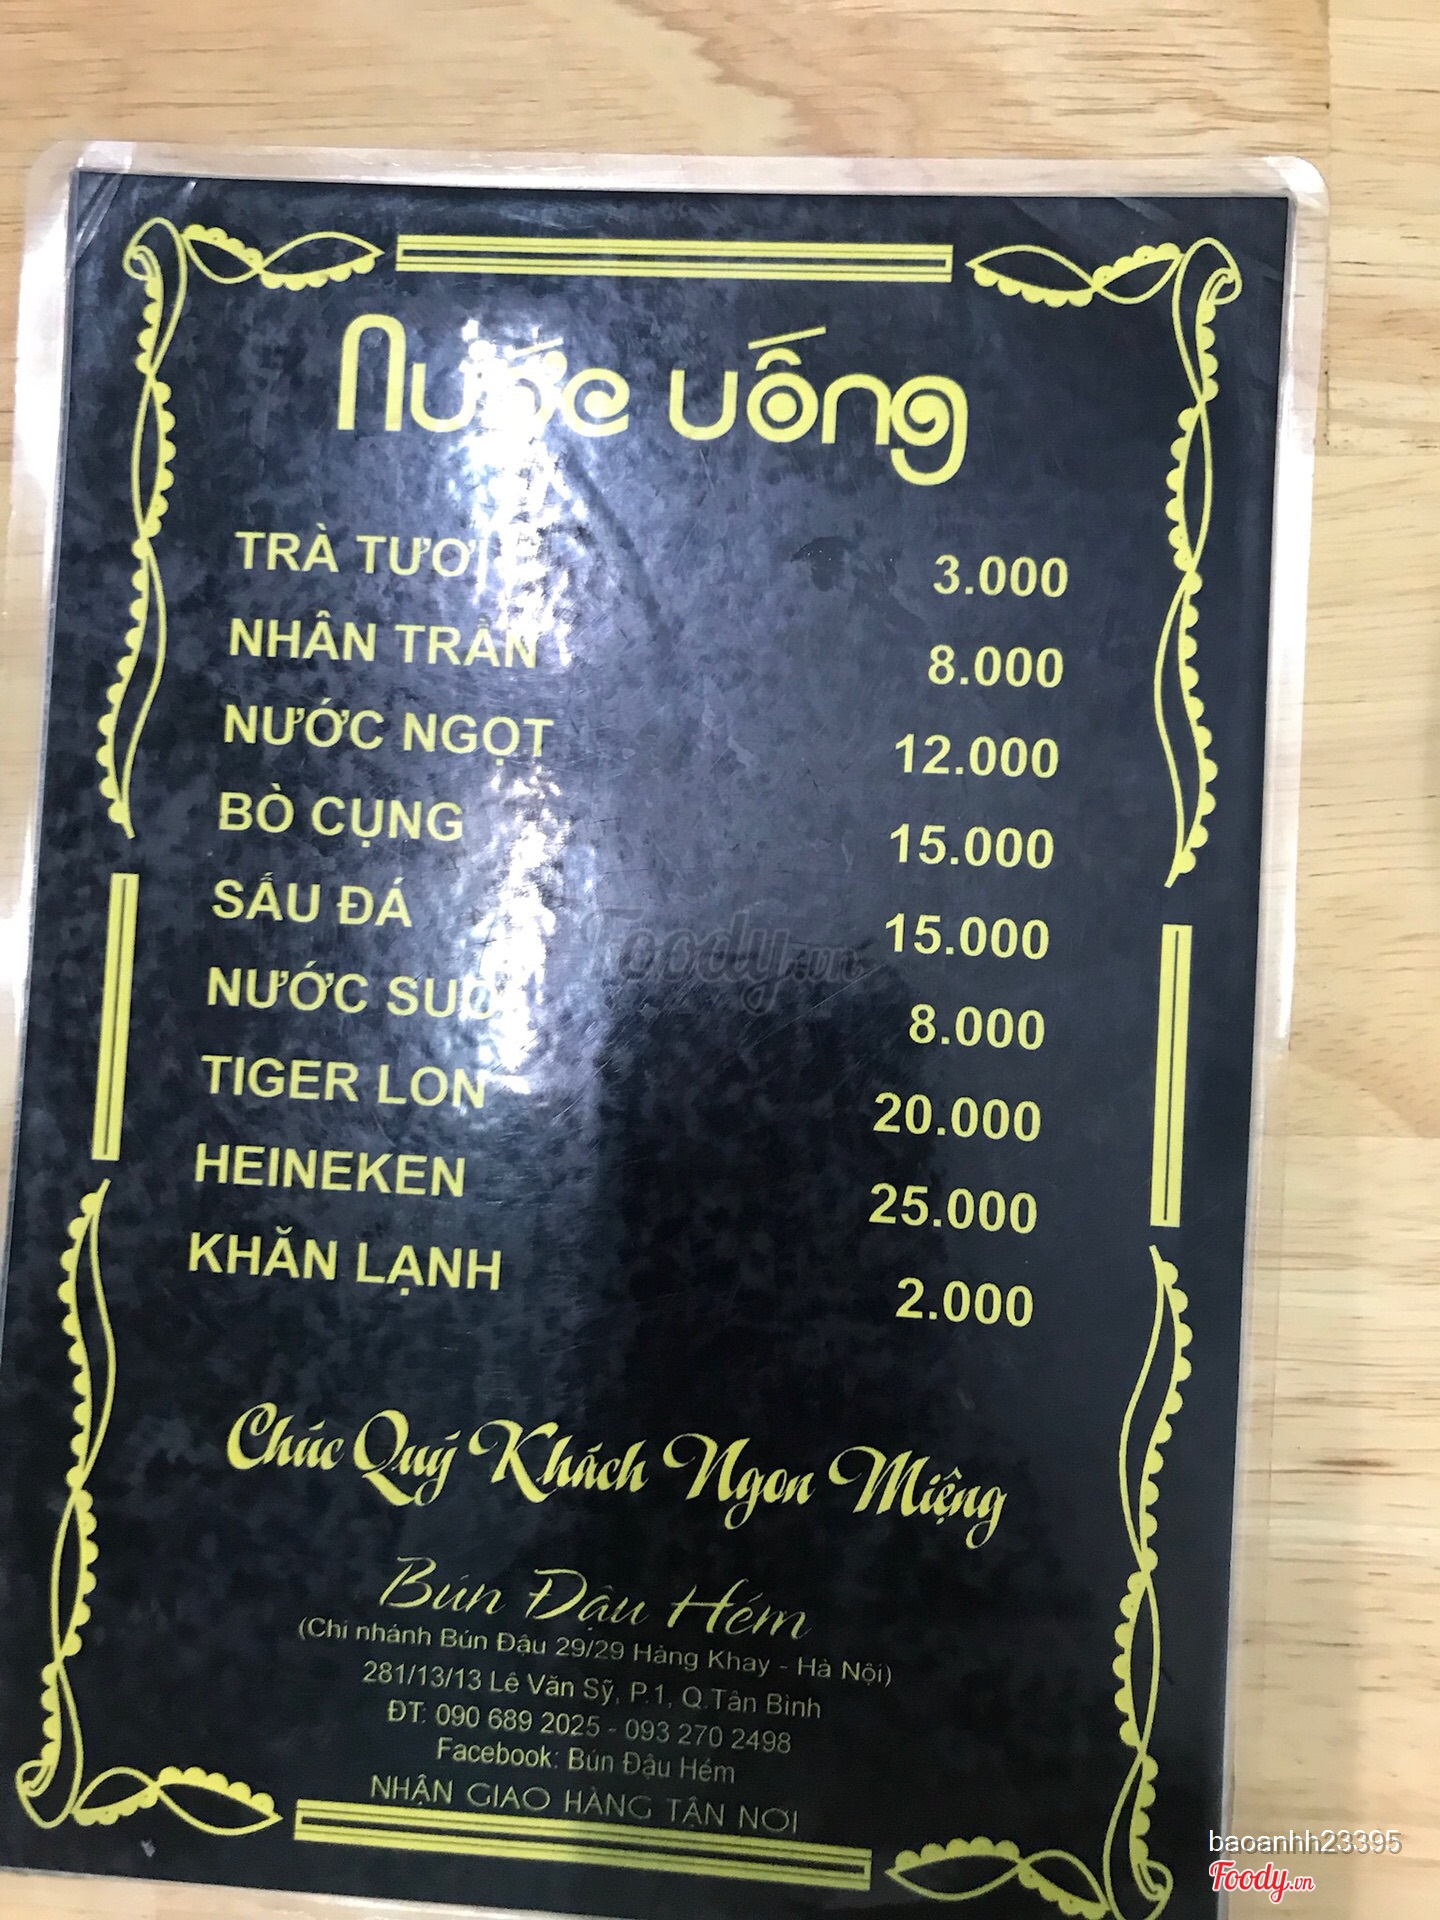 Nước uống
TRÀ TƯƠI 3.000
NHÂN TRẦN 8.000
NƯỚC NGỌT 12.000
BÒ CỤNG 15.000
SẤU ĐÁ 15.000
NƯỚC SUỐI 8.000
TIGER LON 20.000
HEINEKEN 25.000
KHĂN LẠNH 2.000
Foody.vn
Chúc Quý Khách Ngon Miệng
Bún Đậu Hém
(Chi nhánh Bún Đậu 29/29 Hàng Khay - Hà Nội)
281/13/13 Lê Văn Sỹ, P.1, Q.Tân Bình
ĐT: 090 689 2025 - 093 270 2498
Facebook: Bún Đậu Hẻm
NHẬN GIAO HÀNG TẬN NƠI
baoanhh23395
Foody.vn